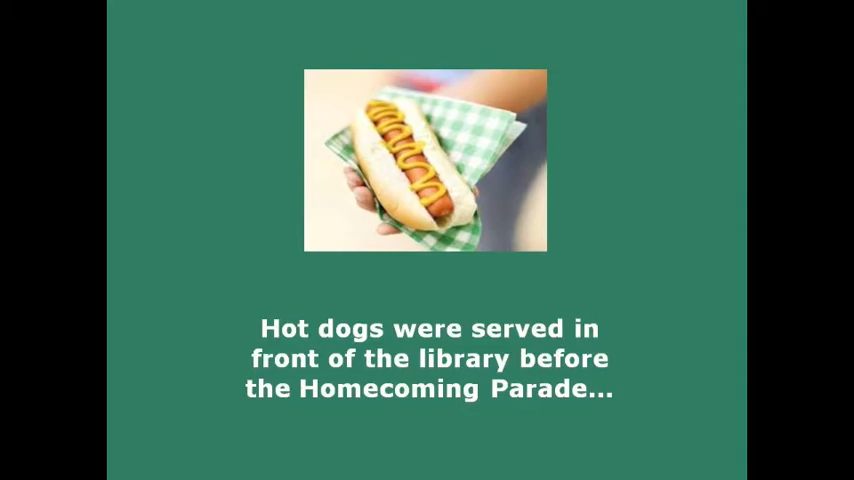 Hot dogs were served in
front of the library before
the Homecoming Parade...